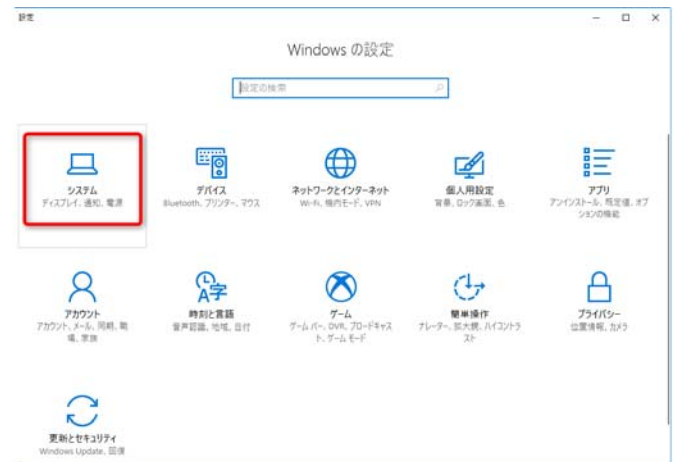 設定
Windows の設定
設定の検索
システム
ディスプレイ、通知、電源
デバイス
Bluetooth、プリンター、マウス
ネットワークとインターネット
Wi-Fi、機内モード、VPN
個人用設定
背景、ロック画面、色
アプリ
アンインストール、既定値、オプ
ションの機能
アカウント
アカウント、メール、同期、職
場、家族
時刻と言語
音声認識、地域、日付
ゲーム
ゲーム バー、DVR、ブロードキャス
ト、ゲーム モード
簡単操作
ナレーター、拡大鏡、ハイコントラ
スト
プライバシー
位置情報、カメラ
更新とセキュリティ
Windows Update、回復